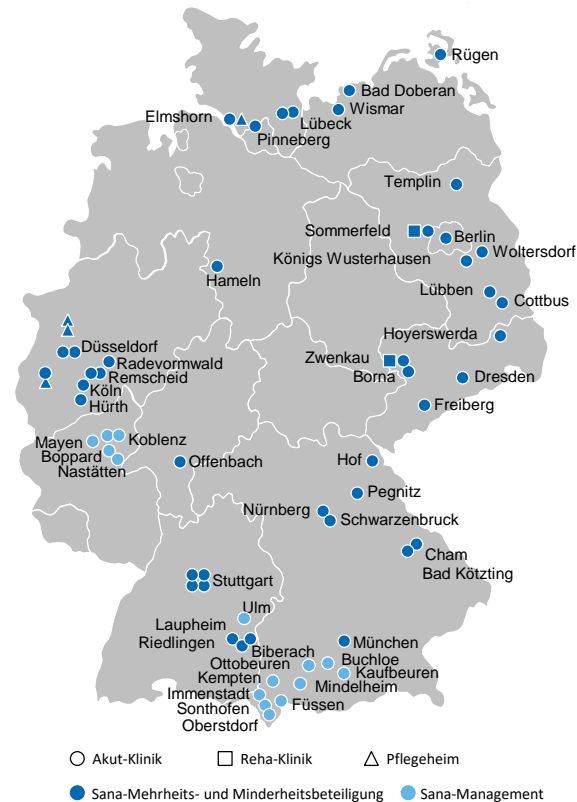 Rügen
Bad Doberan
Wismar
Elmshorn
Lübeck
Pinneberg
Templin
Sommerfeld
Berlin
Woltersdorf
Königs Wusterhausen
Hameln
Lübben
Cottbus
Hoyerswerda
Düsseldorf
Radevormwald
Zwenkau
Remscheid
Borna
Dresden
Köln
Hürth
Freiberg
Mayen
Koblenz
Boppard
Nastätten
Offenbach
Hof
Pegnitz
Nürnberg
Schwarzenbruck
Cham
Bad Kötzting
Stuttgart
Ulm
Laupheim
Riedlingen
München
Biberach
Ottobeuren
Buchloe
Kempten
Kaufbeuren
Mindelheim
Immenstadt
Sonthofen
Füssen
Oberstdorf
Akut-Klinik Reha-Klinik Pflegeheim
Sana-Mehrheits- und Minderheitsbeteiligung Sana-Management